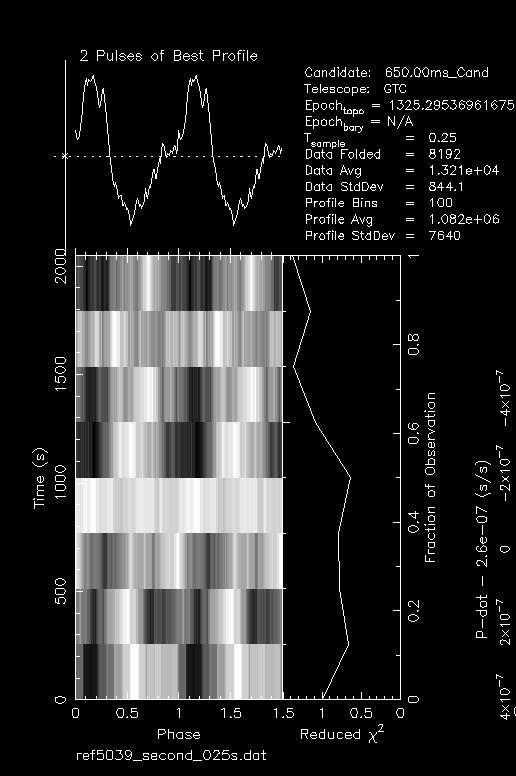 2 Pulses of Best Profile
Candidate: 650.00ms_Cand
Telescope: GTC
Epochtopo = 1325.29536961675
Epochbary = N/A
Tsample = 0.25
Data Folded = 8192
Data Avg = 1.321e+04
Data StdDev = 844.1
Profile Bins = 100
Profile Avg = 1.082e+06
Profile StdDev = 7640
2000
1500
1000
500
0
Time (s)
0 0.5 1 1.5
Phase
1.5 1 0.5 0
Reduced χ2
1
0.8
0.6
0.4
0.2
0
Fraction of Observation
P-dot - 2.6e-07 (s/s)
-4×10-7
-2×10-7
0
2×10-7
4×10-7
ref5039_second_025s.dat